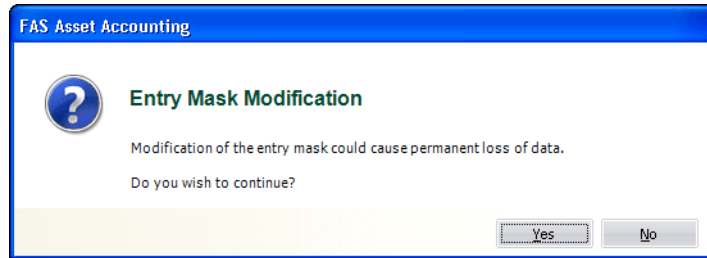 FAS Asset Accounting
?
Entry Mask Modification
Modification of the entry mask could cause permanent loss of data.
Do you wish to continue?
Yes No